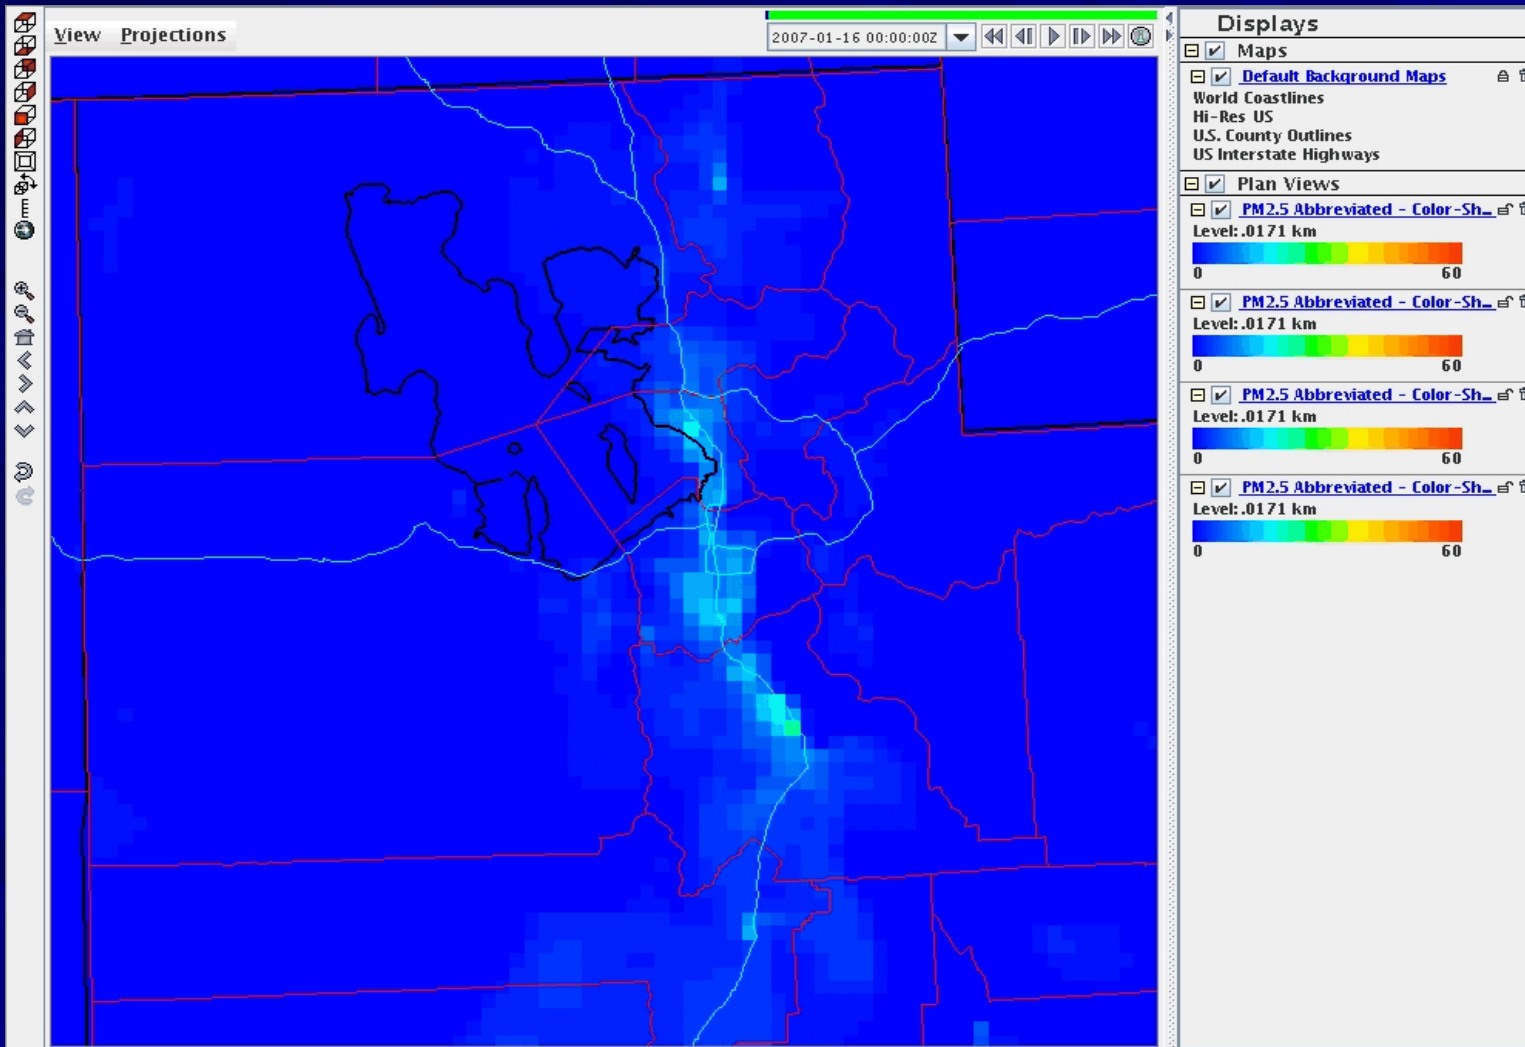 View Projections
2007-01-16 00:00:00Z
Displays
Maps
Default Background Maps
World Coastlines
Hi-Res US
U.S. County Outlines
US Interstate Highways
Plan Views
PM2.5 Abbreviated - Color-Sh...
Level:.0171 km
0 60
PM2.5 Abbreviated - Color-Sh...
Level:.0171 km
0 60
PM2.5 Abbreviated - Color-Sh...
Level:.0171 km
0 60
PM2.5 Abbreviated - Color-Sh...
Level:.0171 km
0 60